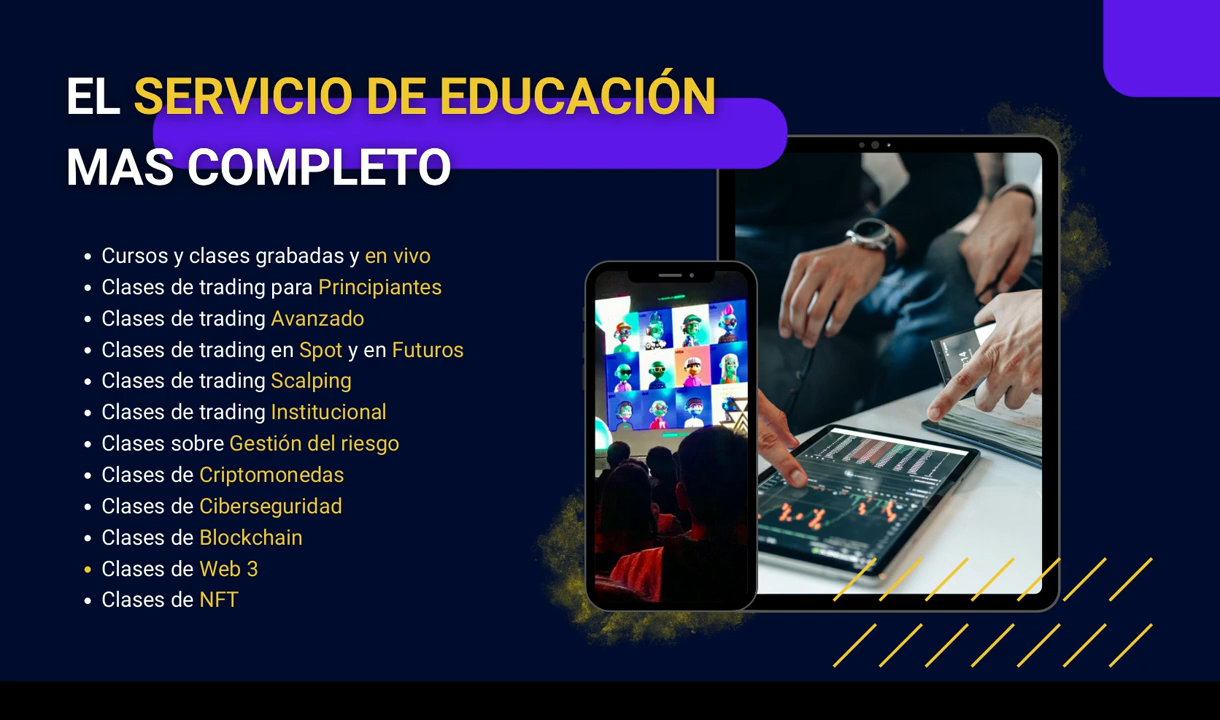 EL SERVICIO DE EDUCACIÓN
MAS COMPLETO
• Cursos y clases grabadas y en vivo
• Clases de trading para Principiantes
• Clases de trading Avanzado
• Clases de trading en Spot y en Futuros
• Clases de trading Scalping
• Clases de trading Institucional
• Clases sobre Gestión del riesgo
• Clases de Criptomonedas
• Clases de Ciberseguridad
• Clases de Blockchain
• Clases de Web 3
• Clases de NFT